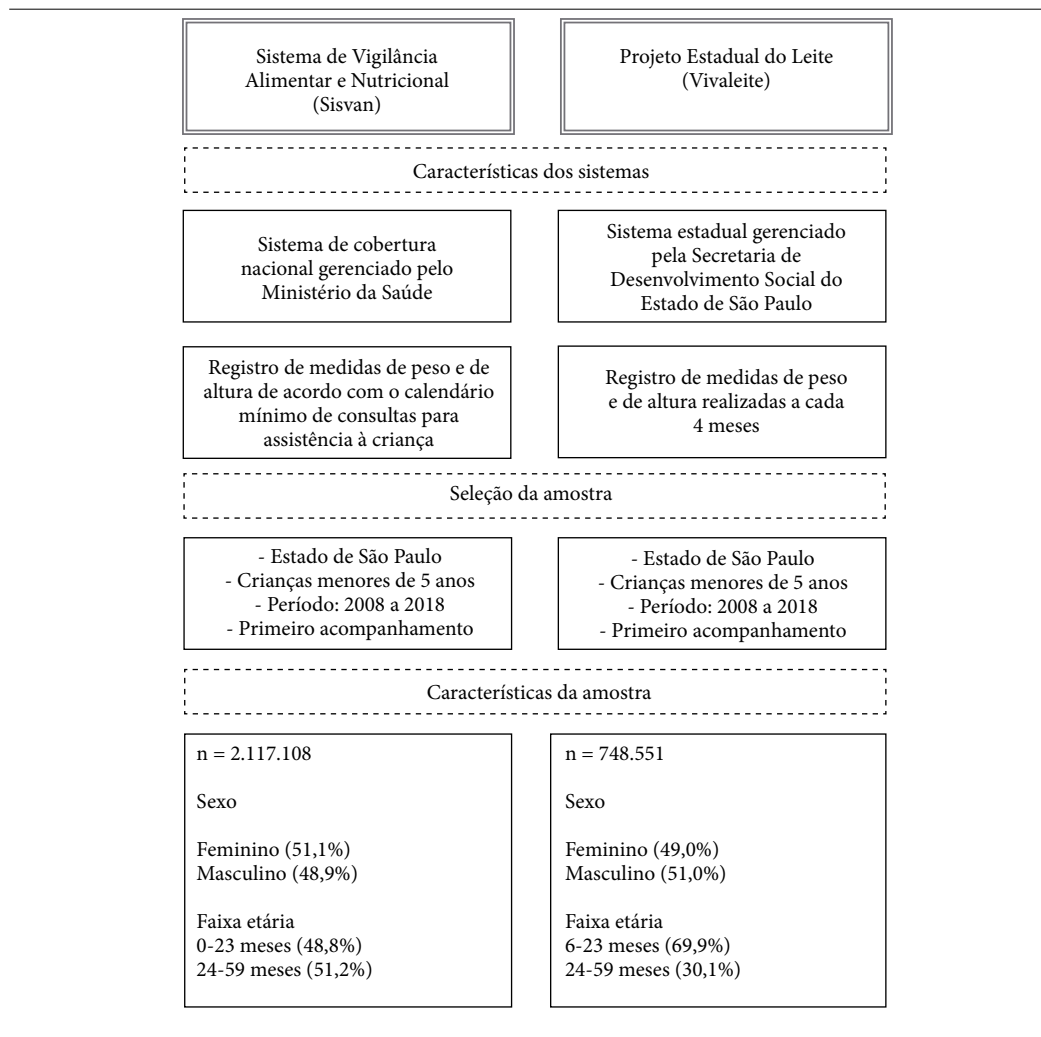 Sistema de Vigilância
Alimentar e Nutricional
(Sisvan)
Projeto Estadual do Leite
(Vivaleite)
Características dos sistemas
Sistema de cobertura
nacional gerenciado pelo
Ministério da Saúde
Sistema estadual gerenciado
pela Secretaria de
Desenvolvimento Social do
Estado de São Paulo
Registro de medidas de peso e de
altura de acordo com o calendário
mínimo de consultas para
assistência à criança
Registro de medidas de peso
e de altura realizadas a cada
4 meses
Seleção da amostra
- Estado de São Paulo
- Crianças menores de 5 anos
- Período: 2008 a 2018
- Primeiro acompanhamento
- Estado de São Paulo
- Crianças menores de 5 anos
- Período: 2008 a 2018
- Primeiro acompanhamento
Características da amostra
n = 2.117.108
Sexo
Feminino (51,1%)
Masculino (48,9%)
Faixa etária
0-23 meses (48,8%)
24-59 meses (51,2%)
n = 748.551
Sexo
Feminino (49,0%)
Masculino (51,0%)
Faixa etária
6-23 meses (69,9%)
24-59 meses (30,1%)